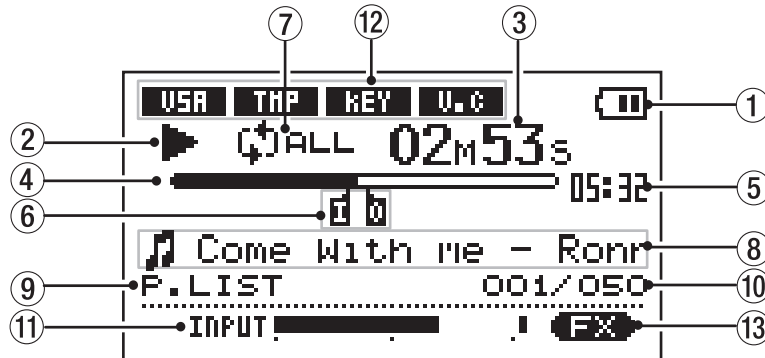 ⑦ ⑫ ③
VSA TMP KEY V.C ①
② ALL 02M53S
④ 05:32 ⑤
⑥ I O
Come With me - Ronr ⑧
⑨ P.LIST 001/050 ⑩
⑪ INPUT FX ⑬